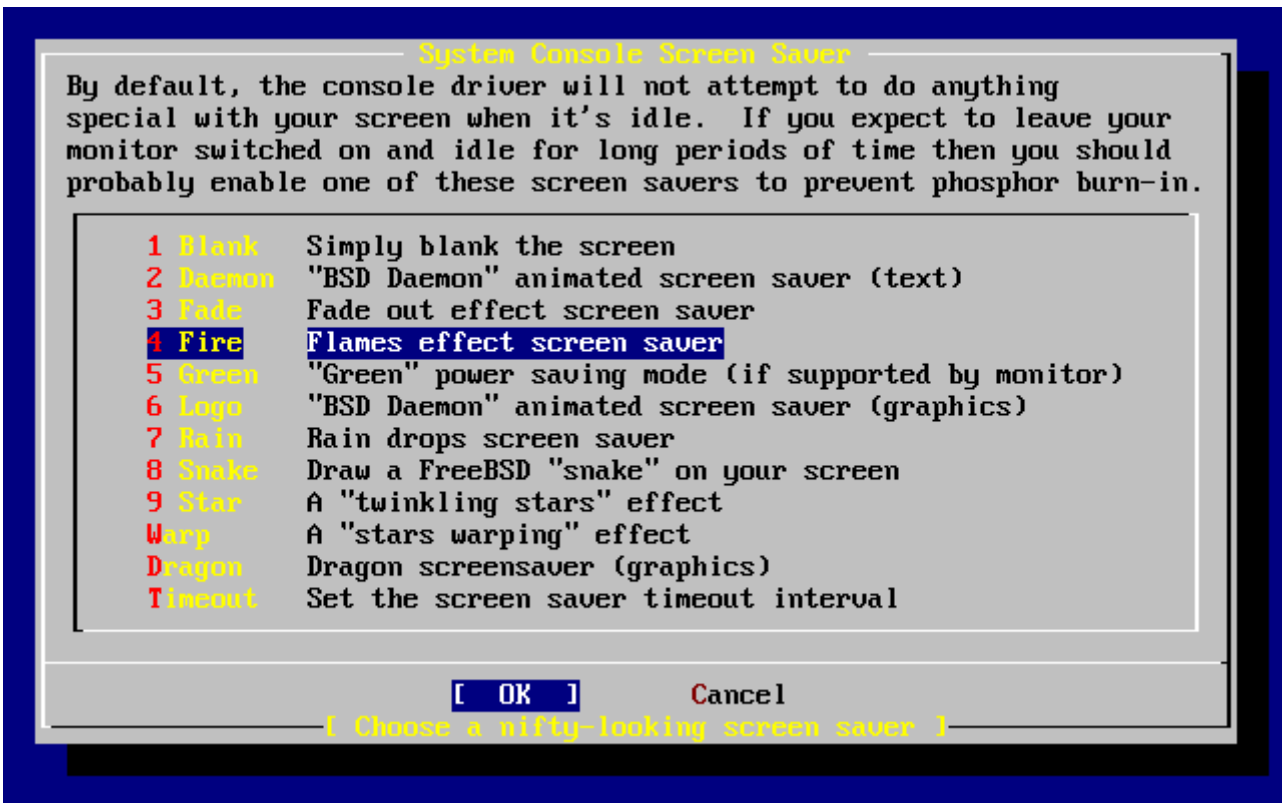 System Console Screen Saver
By default, the console driver will not attempt to do anything
special with your screen when it's idle.  If you expect to leave your
monitor switched on and idle for long periods of time then you should
probably enable one of these screen savers to prevent phosphor burn-in.
1 Blank   Simply blank the screen
2 Daemon  "BSD Daemon" animated screen saver (text)
3 Fade    Fade out effect screen saver
4 Fire    Flames effect screen saver
5 Green   "Green" power saving mode (if supported by monitor)
6 Logo    "BSD Daemon" animated screen saver (graphics)
7 Rain    Rain drops screen saver
8 Snake   Draw a FreeBSD "snake" on your screen
9 Star    A "twinkling stars" effect
Warp      A "stars warping" effect
Dragon    Dragon screensaver (graphics)
Timeout   Set the screen saver timeout interval
[  OK  ]       Cancel
[ Choose a nifty-looking screen saver ]